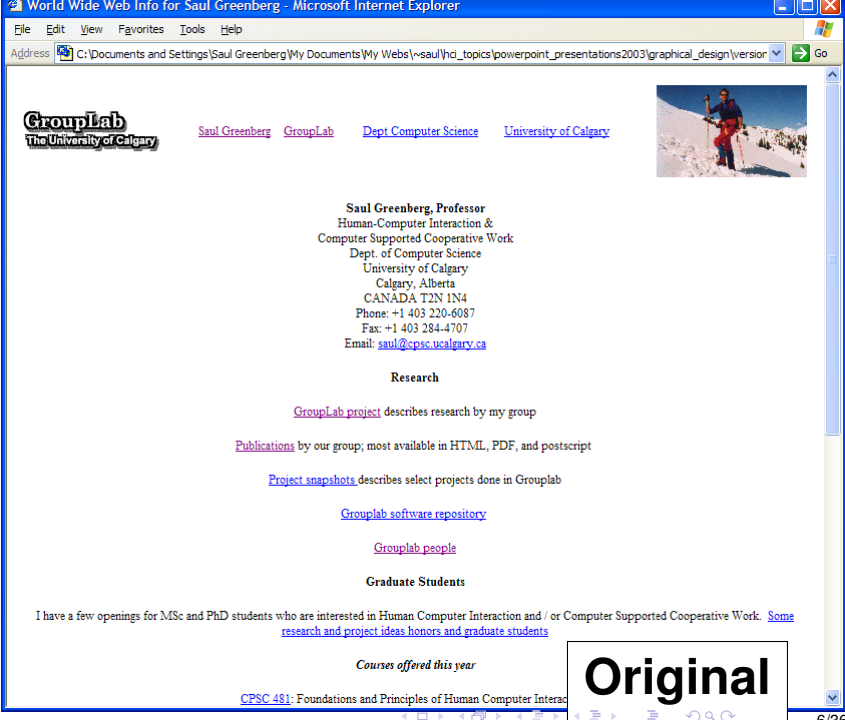 World Wide Web Info for Saul Greenberg - Microsoft Internet Explorer
File Edit View Favorites Tools Help
Address C:\Documents and Settings\Saul Greenberg\My Documents\My Webs\~saul\hci_topics\powerpoint_presentations2003\graphical_design\version Go
GroupLab
The University of Calgary
Saul Greenberg GroupLab Dept Computer Science University of Calgary
Saul Greenberg, Professor
Human-Computer Interaction &
Computer Supported Cooperative Work
Dept. of Computer Science
University of Calgary
Calgary, Alberta
CANADA T2N 1N4
Phone: +1 403 220-6087
Fax: +1 403 284-4707
Email: saul@cpsc.ucalgary.ca
Research
GroupLab project describes research by my group
Publications by our group; most available in HTML, PDF, and postscript
Project snapshots describes select projects done in Grouplab
Grouplab software repository
Grouplab people
Graduate Students
I have a few openings for MSc and PhD students who are interested in Human Computer Interaction and / or Computer Supported Cooperative Work. Some
research and project ideas honors and graduate students
Courses offered this year
CPSC 481: Foundations and Principles of Human Computer Interac
Original